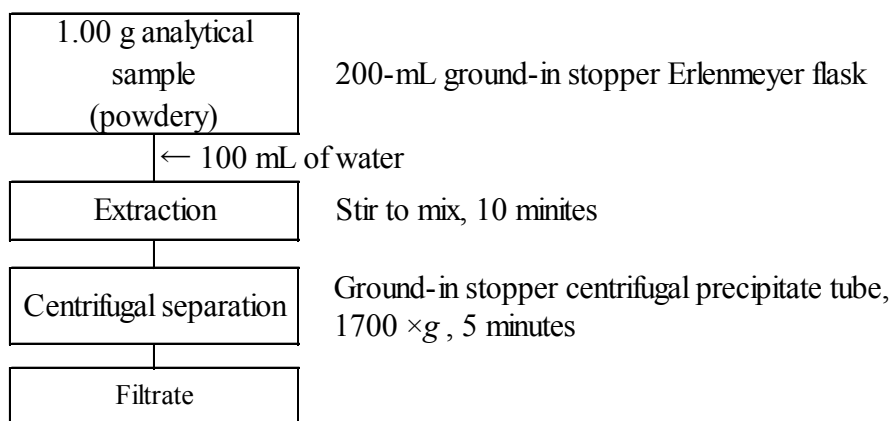 1.00 g analytical
sample
(powdery)
200-mL ground-in stopper Erlenmeyer flask
← 100 mL of water
Extraction
Stir to mix, 10 minites
Centrifugal separation
Ground-in stopper centrifugal precipitate tube,
1700 ×g , 5 minutes
Filtrate